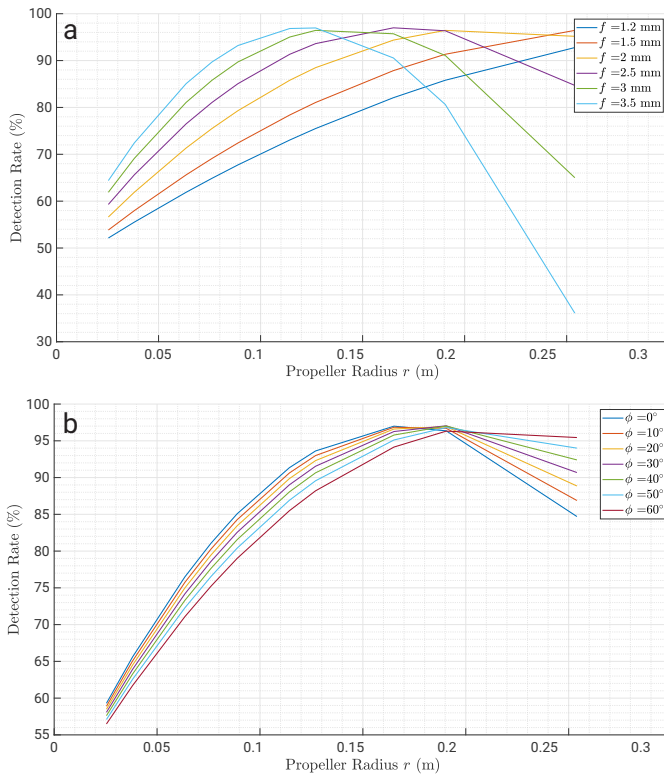 a
100
90
80
70
60
50
40
30
Detection Rate (%)
0 0.05 0.1 0.15 0.2 0.25 0.3
Propeller Radius r (m)
f =1.2 mm
f =1.5 mm
f =2 mm
f =2.5 mm
f =3 mm
f =3.5 mm
b
100
95
90
85
80
75
70
65
60
55
Detection Rate (%)
0 0.05 0.1 0.15 0.2 0.25 0.3
Propeller Radius r (m)
ϕ =0°
ϕ =10°
ϕ =20°
ϕ =30°
ϕ =40°
ϕ =50°
ϕ =60°